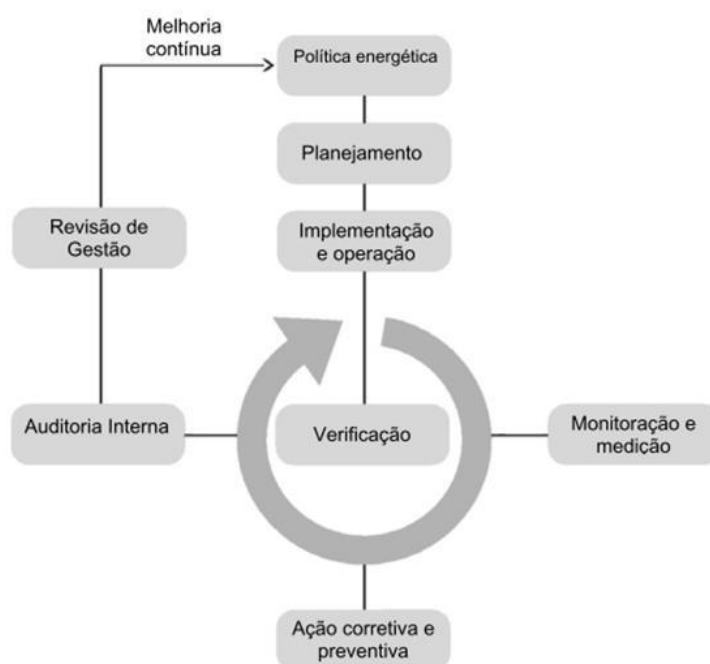 Melhoria
contínua
Política energética
Planejamento
Implementação
e operação
Revisão de
Gestão
Auditoria Interna
Verificação
Monitoração e
medição
Ação corretiva e
preventiva